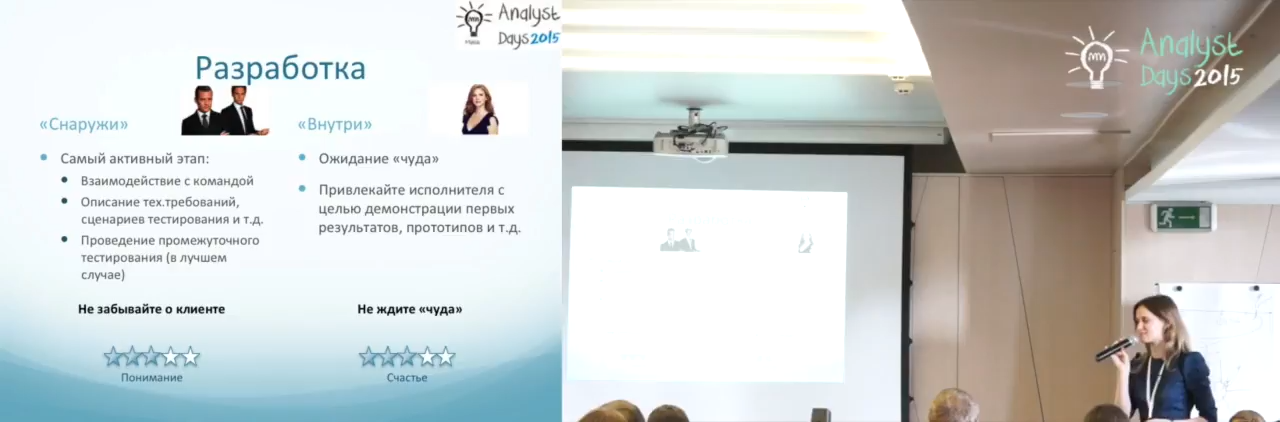 Analyst
Days 2015
Разработка
«Снаружи»
Самый активный этап:
Взаимодействие с командой
Описание тех.требований,
сценариев тестирования и т.д.
Проведение промежуточного
тестирования (в лучшем
случае)
Не забывайте о клиенте
Понимание
«Внутри»
Ожидание «чуда»
Привлекайте исполнителя с
целью демонстрации первых
результатов, прототипов и т.д.
Не ждите «чуда»
Счастье
Analyst
Days 2015